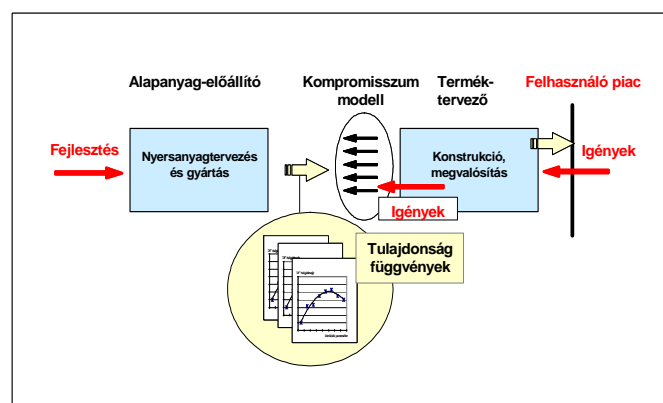 Alapanyag-előállító
Kompromisszum
modell
Termék-
tervező
Felhasználó piac
Fejlesztés
Nyersanyagtervezés
és gyártás
Konstrukció,
megvalósítás
Igények
Igények
Tulajdonság
függvények